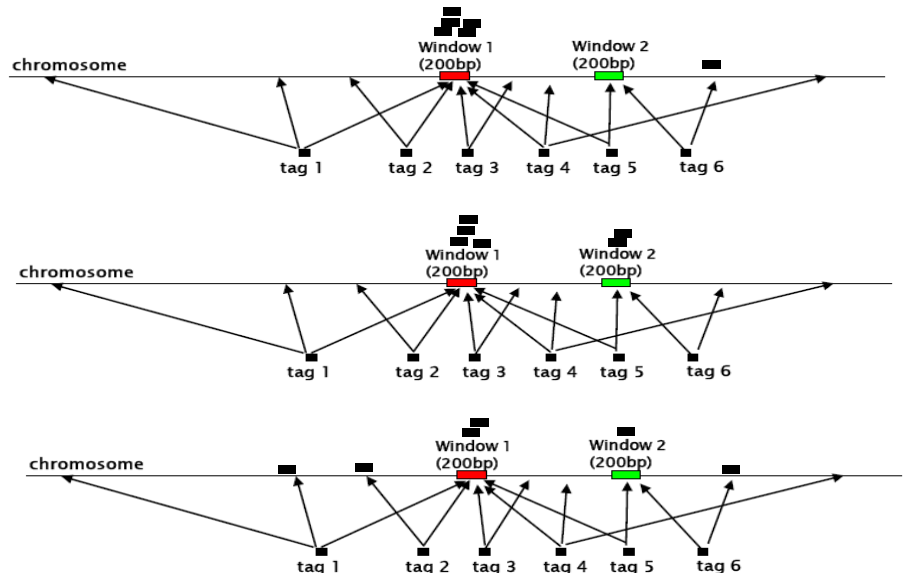 Window 1
(200bp)
Window 2
(200bp)
chromosome
tag 1
tag 2
tag 3
tag 4
tag 5
tag 6
Window 1
(200bp)
Window 2
(200bp)
chromosome
tag 1
tag 2
tag 3
tag 4
tag 5
tag 6
Window 1
(200bp)
Window 2
(200bp)
chromosome
tag 1
tag 2
tag 3
tag 4
tag 5
tag 6